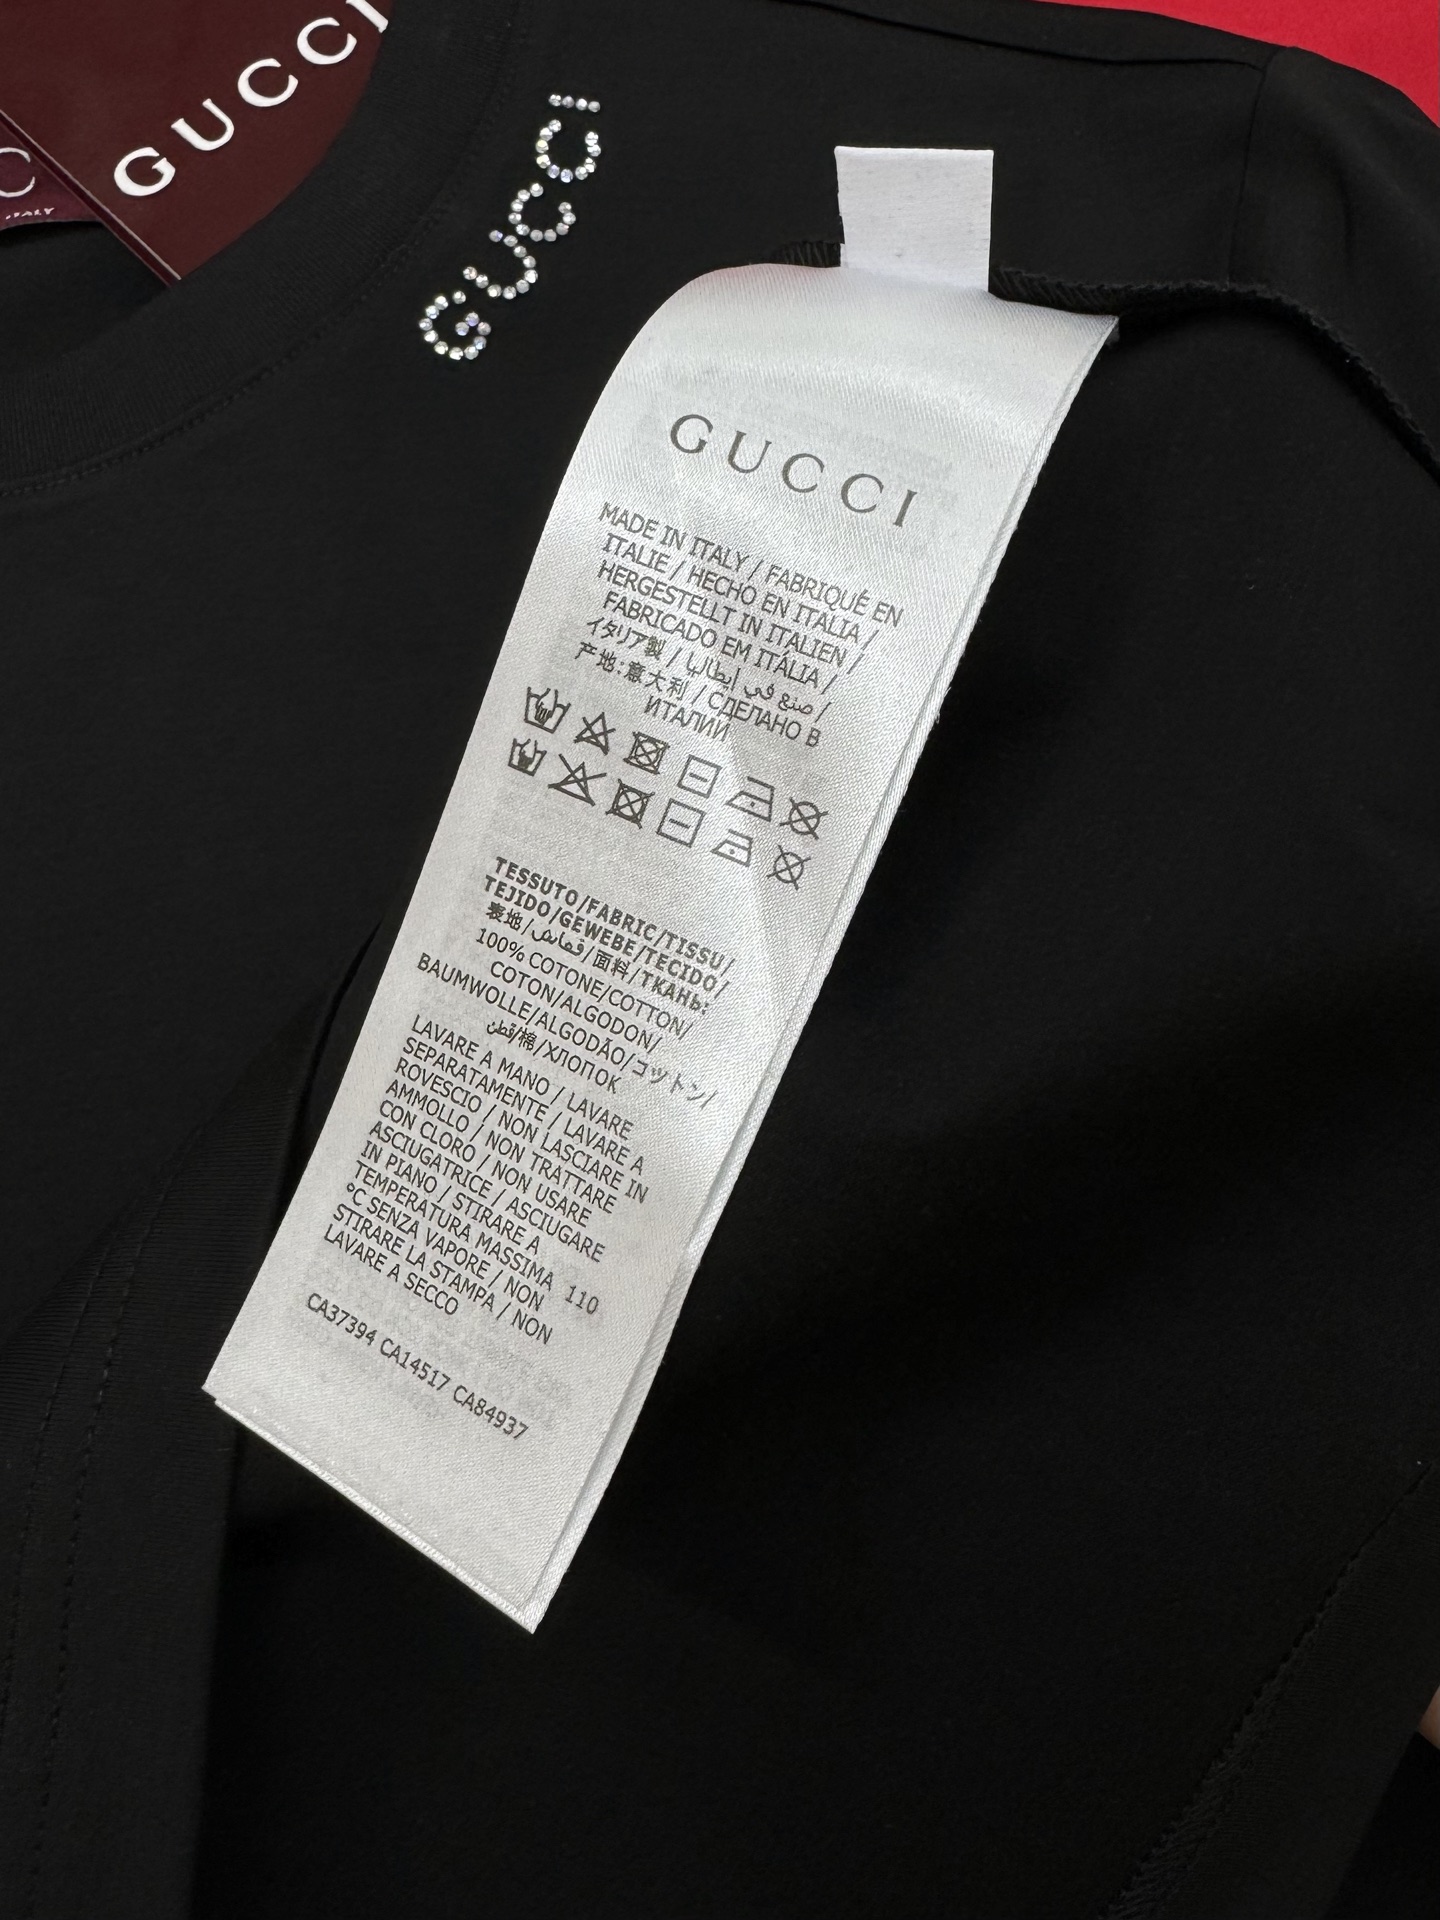 GUCCI
C
ITALY
GUCCI
GUCCI
MADE IN ITALY / FABRIQUÉ EN
ITALIE / HECHO EN ITALIA /
HERGESTELLT IN ITALIEN /
FABRICADO EM ITÁLIA /
イタリア製 / صنع في إيطاليا /
产地:意大利 / СДЕЛАНО В
ИТАЛИИ
TESSUTO/FABRIC/TISSU/
TEJIDO/GEWEBE/TECIDO/
表地/قماش/面料/ТКАНЬ:
100% COTONE/COTTON/
COTON/ALGODON/
BAUMWOLLE/ALGODÃO/コットン/
قطن/棉/ХЛОПОК
LAVARE A MANO / LAVARE
SEPARATAMENTE / LAVARE A
ROVESCIO / NON LASCIARE IN
AMMOLLO / NON TRATTARE
CON CLORO / NON USARE
ASCIUGATRICE / ASCIUGARE
IN PIANO / STIRARE A
TEMPERATURA MASSIMA 110
°C SENZA VAPORE / NON
STIRARE LA STAMPA / NON
LAVARE A SECCO
CA37394 CA14517 CA84937